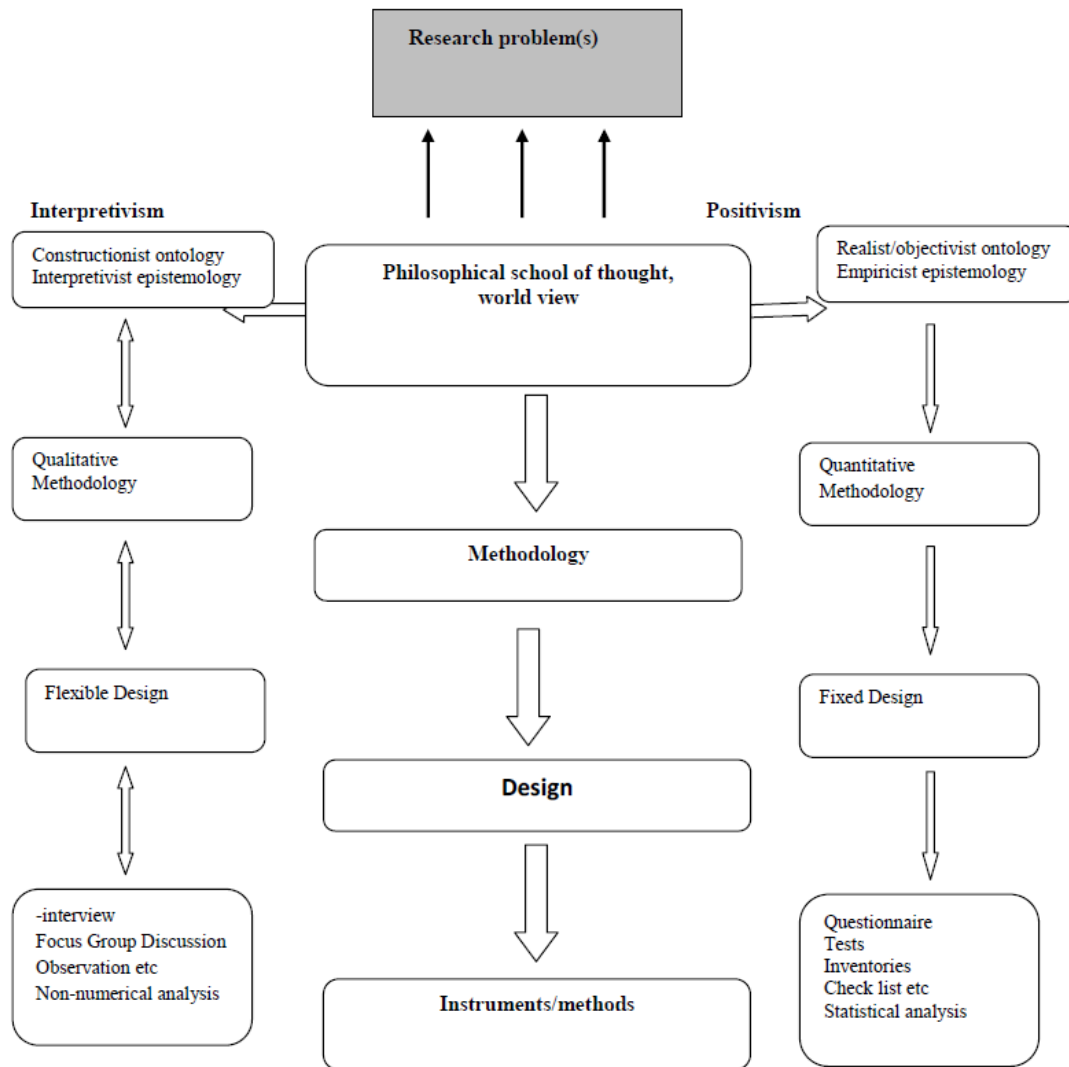 Research problem(s)
Interpretivism
Positivism
Constructionist ontology
Interpretivist epistemology
Philosophical school of thought,
world view
Realist/objectivist ontology
Empiricist epistemology
Qualitative
Methodology
Quantitative
Methodology
Methodology
Flexible Design
Fixed Design
Design
-interview
Focus Group Discussion
Observation etc
Non-numerical analysis
Instruments/methods
Questionnaire
Tests
Inventories
Check list etc
Statistical analysis